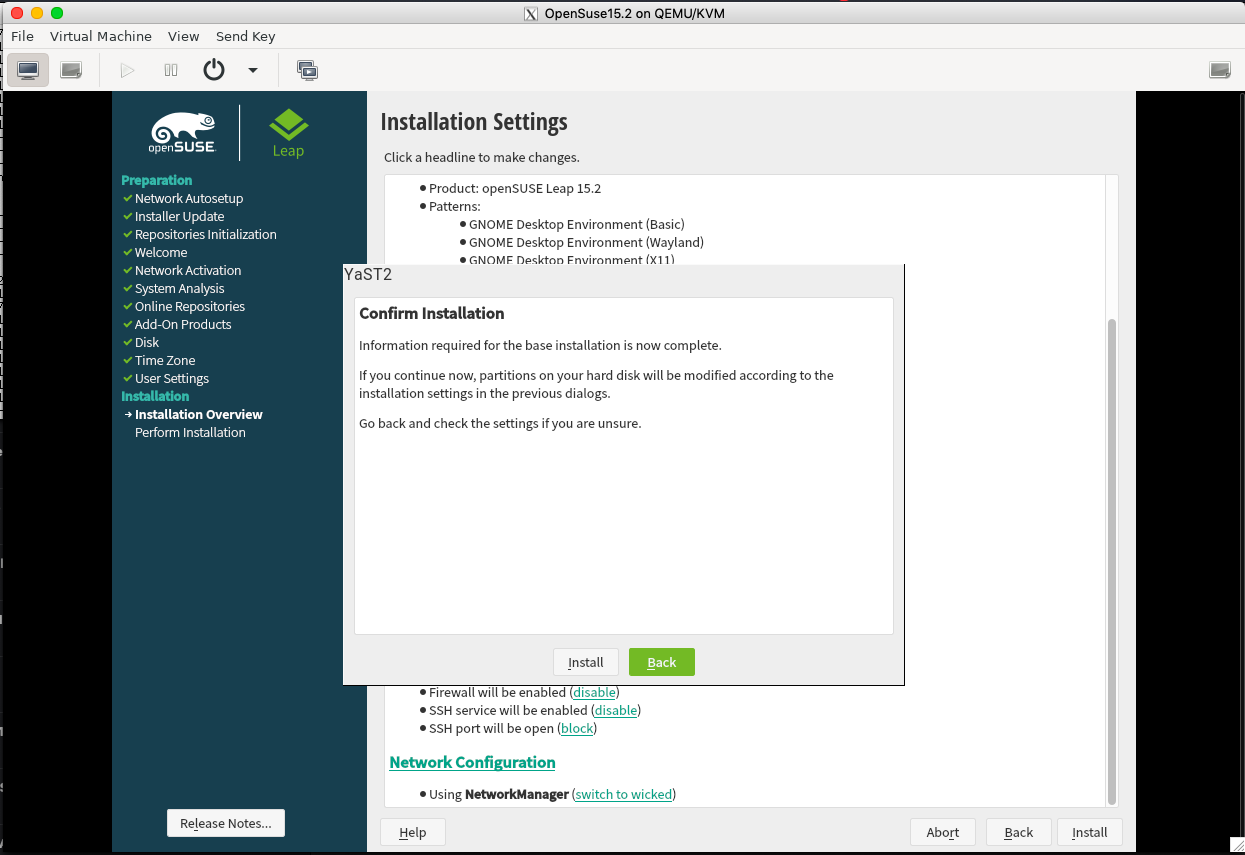 OpenSuse15.2 on QEMU/KVM
File Virtual Machine View Send Key
openSUSE
Leap
Preparation
Network Autosetup
Installer Update
Repositories Initialization
Welcome
Network Activation
System Analysis
Online Repositories
Add-On Products
Disk
Time Zone
User Settings
Installation
Installation Overview
Perform Installation
Release Notes...
Installation Settings
Click a headline to make changes.
Product: openSUSE Leap 15.2
Patterns:
GNOME Desktop Environment (Basic)
GNOME Desktop Environment (Wayland)
GNOME Desktop Environment (X11)
YaST2
Confirm Installation
Information required for the base installation is now complete.
If you continue now, partitions on your hard disk will be modified according to the
installation settings in the previous dialogs.
Go back and check the settings if you are unsure.
Install Back
Firewall will be enabled (disable)
SSH service will be enabled (disable)
SSH port will be open (block)
Network Configuration
Using NetworkManager (switch to wicked)
Help Abort Back Install